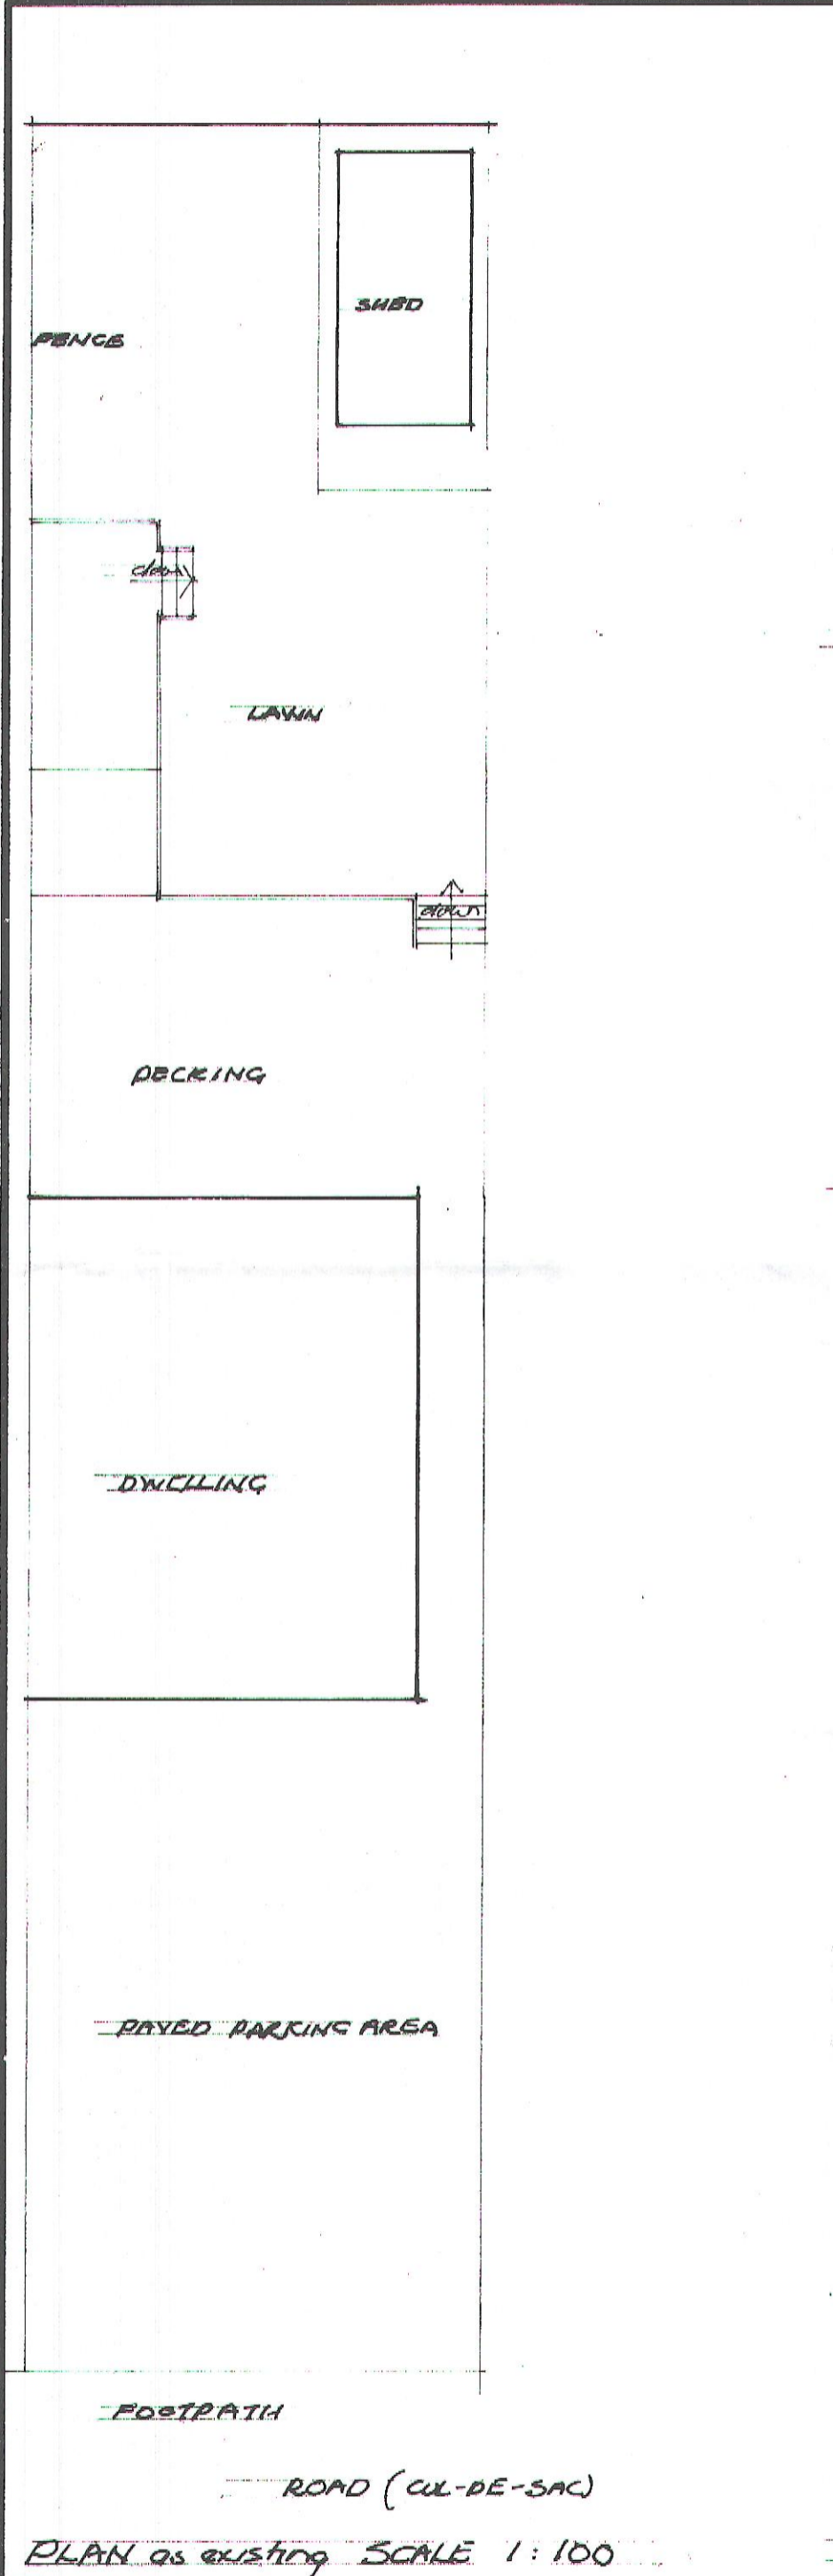 SHED
FENCE
down
LAWN
down
DECKING
DWELLING
PAVED PARKING AREA
FOOTPATH
ROAD (CUL-DE-SAC)
PLAN as existing SCALE 1:100